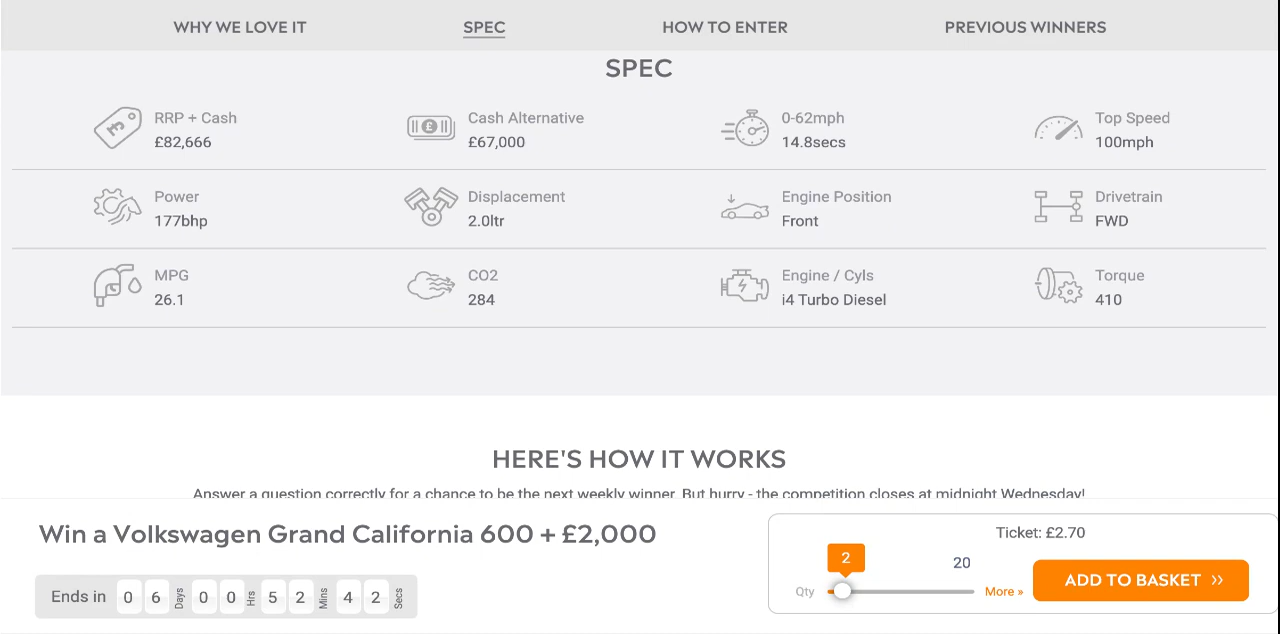 WHY WE LOVE IT SPEC HOW TO ENTER PREVIOUS WINNERS
SPEC
RRP + Cash Cash Alternative 0-62mph Top Speed
£82,666 £67,000 14.8secs 100mph
Power Displacement Engine Position Drivetrain
177bhp 2.0ltr Front FWD
MPG CO2 Engine / Cyls Torque
26.1 284 i4 Turbo Diesel 410
HERE'S HOW IT WORKS
Answer a question correctly for a chance to be the next weekly winner. But hurry - the competition closes at midnight Wednesday!
Win a Volkswagen Grand California 600 + £2,000
Ends in 0 6 Days 0 0 Hrs 5 2 Mins 4 2 Secs
Ticket: £2.70
2 20
Qty More »
ADD TO BASKET »